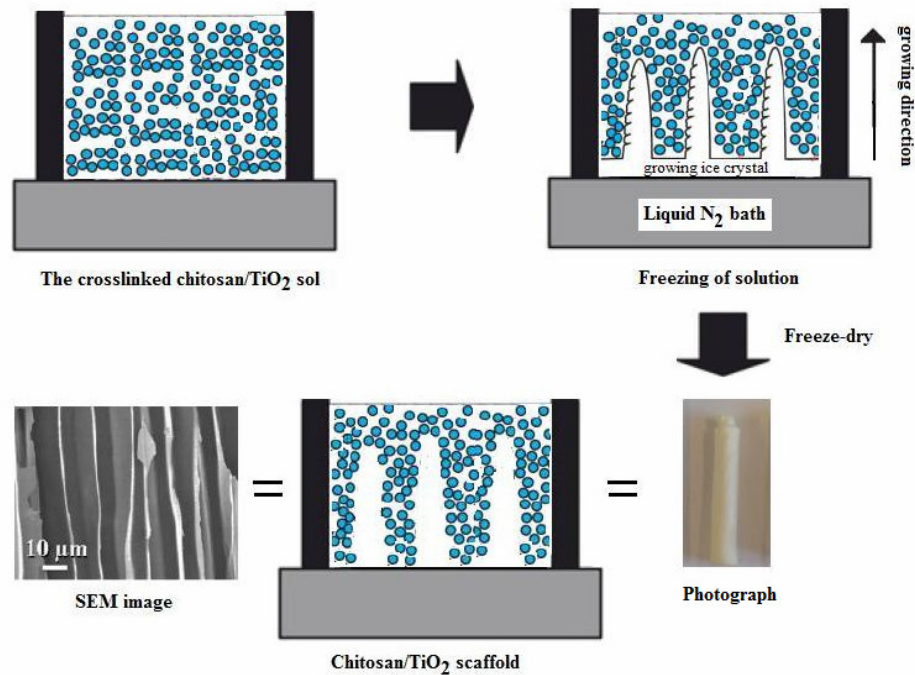 growing direction
growing ice crystal
Liquid N₂ bath
The crosslinked chitosan/TiO₂ sol
Freezing of solution
Freeze-dry
10 µm
SEM image
Photograph
Chitosan/TiO₂ scaffold